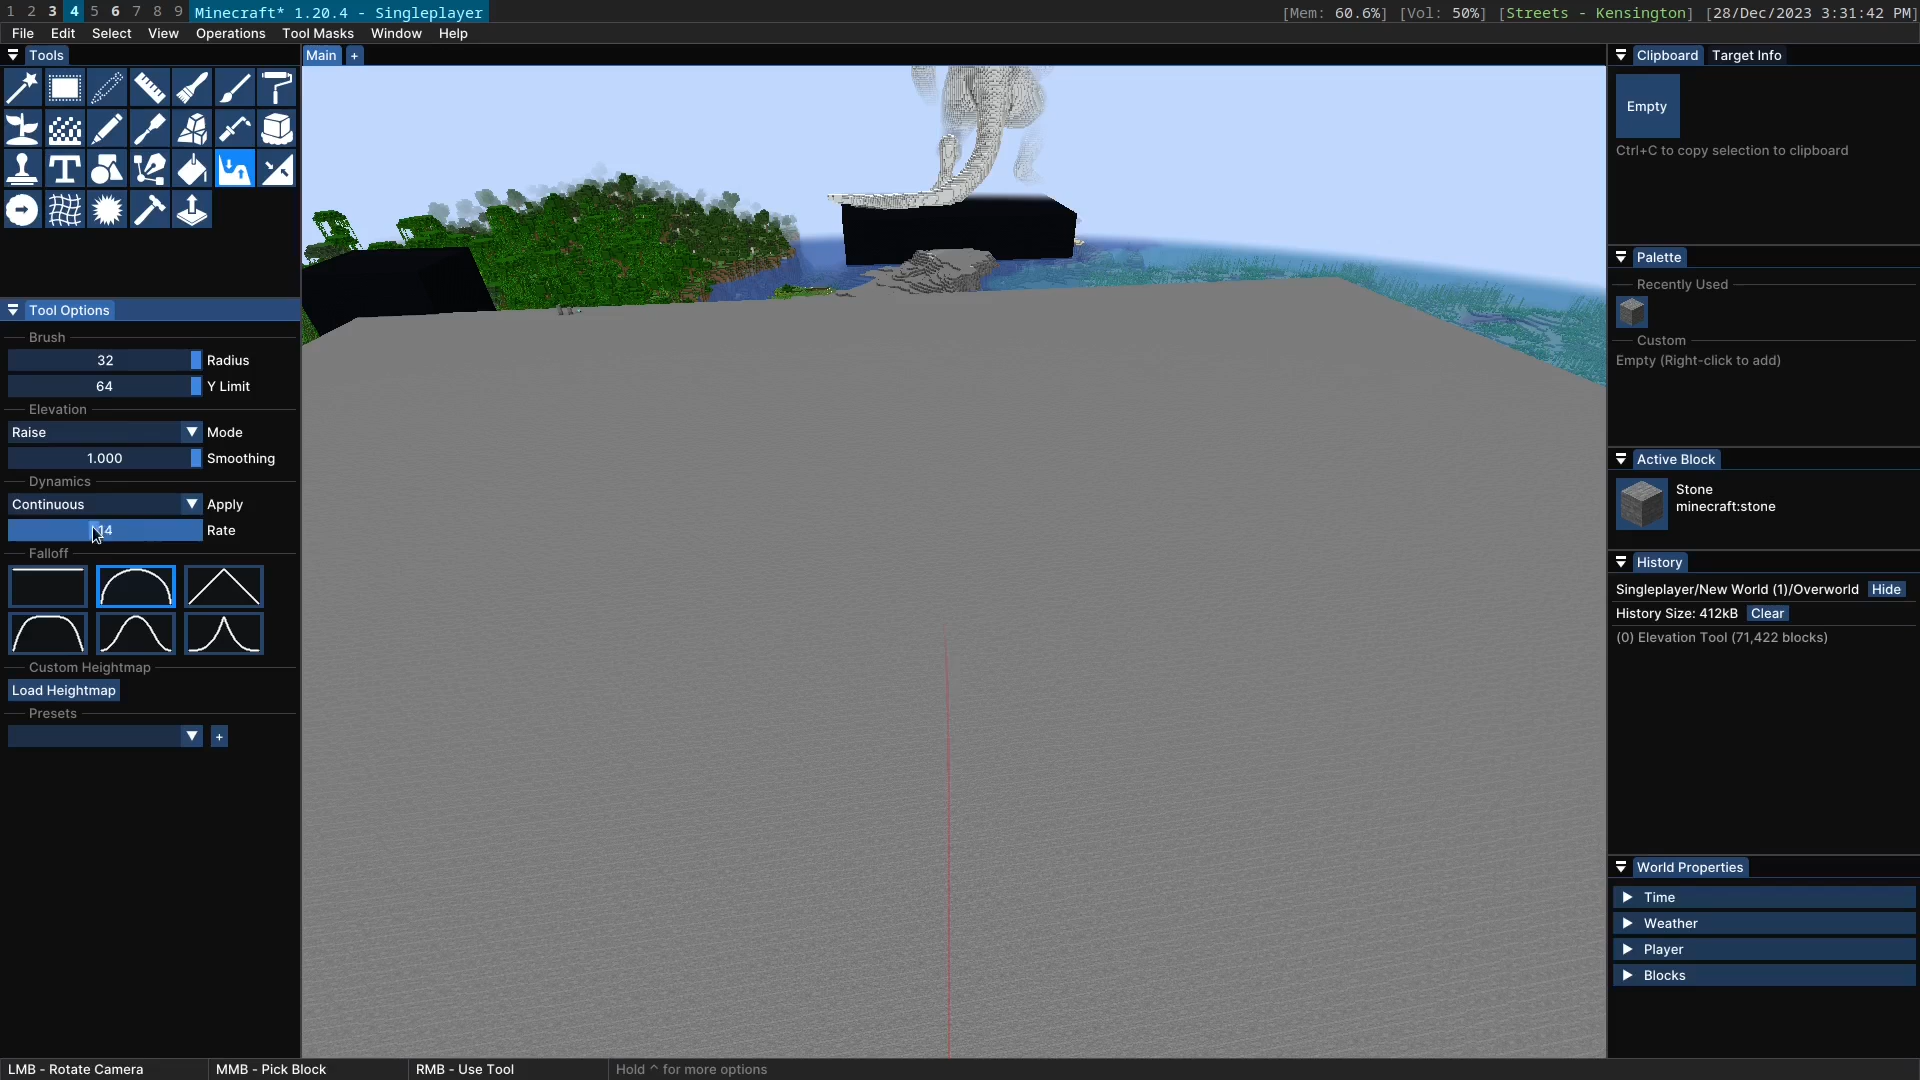 1 2 3 4 5 6 7 8 9 Minecraft* 1.20.4 - Singleplayer [Mem: 60.6%] [Vol: 50%] [Streets - Kensington] [28/Dec/2023 3:31:42 PM]
File Edit Select View Operations Tool Masks Window Help
Tools
Main +
Clipboard Target Info
Empty
Ctrl+C to copy selection to clipboard
Palette
Recently Used
Custom
Empty (Right-click to add)
Active Block
Stone
minecraft:stone
History
Singleplayer/New World (1)/Overworld Hide
History Size: 412kB Clear
(0) Elevation Tool (71,422 blocks)
World Properties
Time
Weather
Player
Blocks
Tool Options
Brush
32 Radius
64 Y Limit
Elevation
Raise Mode
1.000 Smoothing
Dynamics
Continuous Apply
14 Rate
Falloff
Custom Heightmap
Load Heightmap
Presets
+
LMB - Rotate Camera MMB - Pick Block RMB - Use Tool Hold ^ for more options